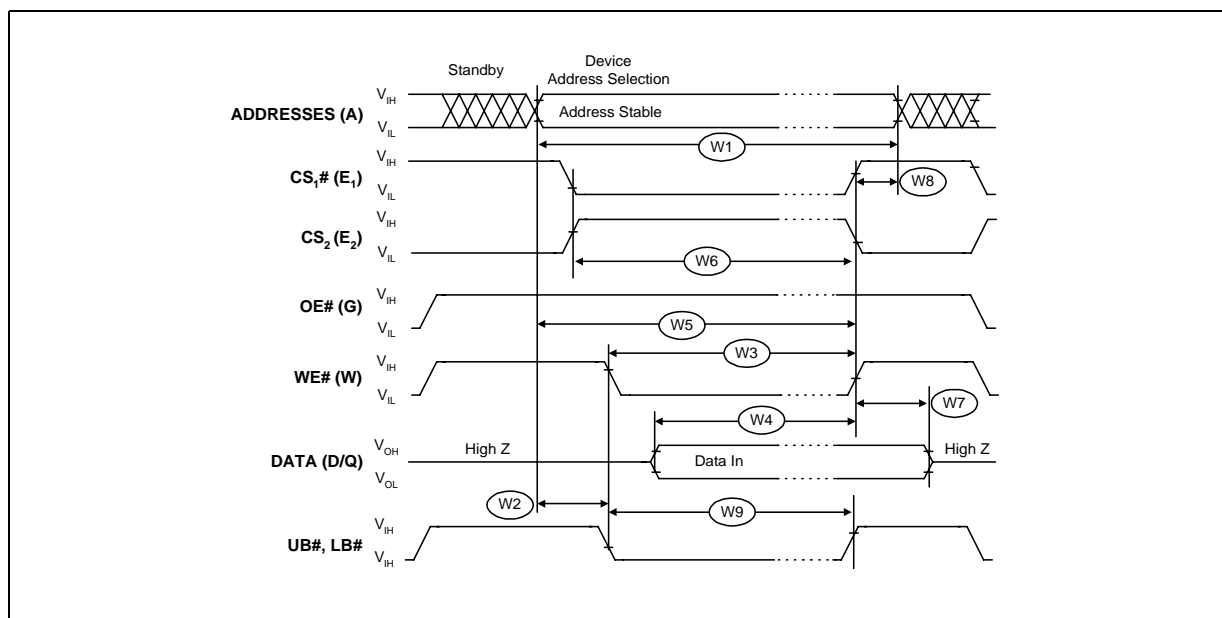 Standby
Device
Address Selection
ADDRESSES (A)
V_IH
Address Stable
V_IL
W1
CS₁# (E₁)
V_IH
V_IL
W8
CS₂ (E₂)
V_IH
V_IL
W6
OE# (G)
V_IH
V_IL
W5
W3
WE# (W)
V_IH
V_IL
W7
W4
DATA (D/Q)
V_OH
High Z
Data In
High Z
V_OL
W2
W9
UB#, LB#
V_IH
V_IH